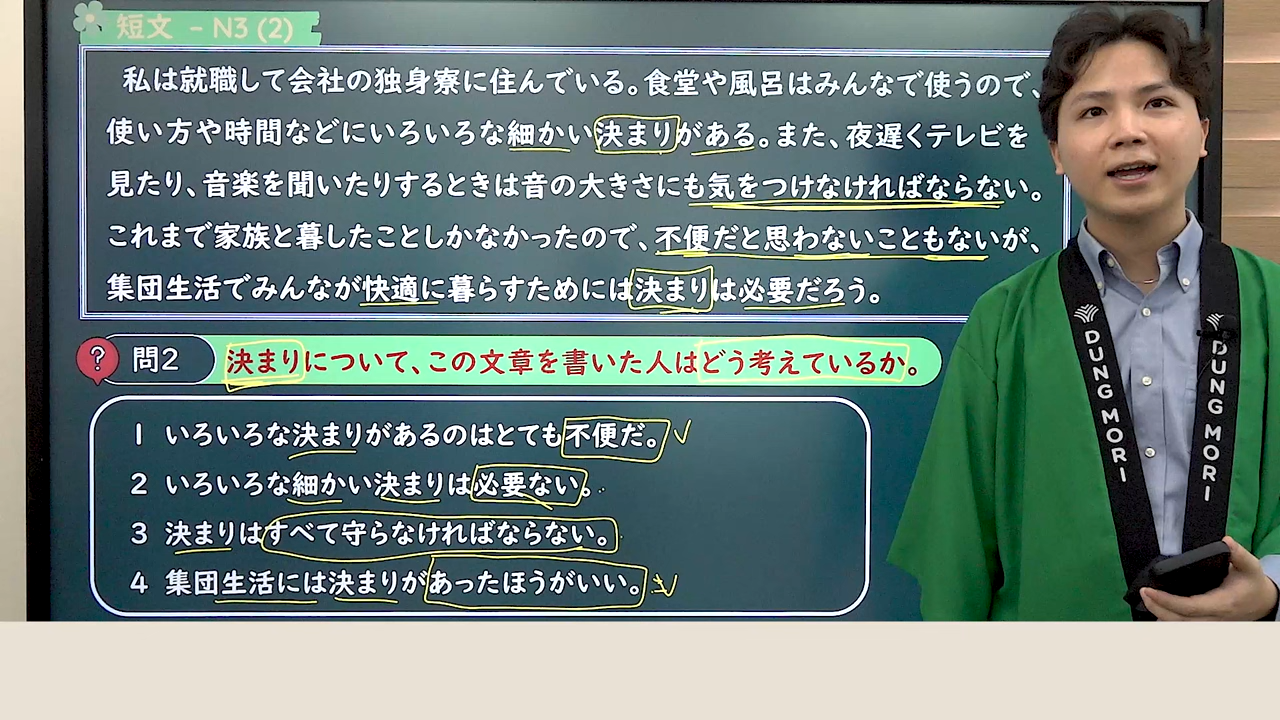 短文 - N3 (2)
私は就職して会社の独身寮に住んでいる。食堂や風呂はみんなで使うので、
使い方や時間などにいろいろな細かい決まりがある。また、夜遅くテレビを
見たり、音楽を聞いたりするときは音の大きさにも気をつけなければならない。
これまで家族と暮したことしかなかったので、不便だと思わないこともないが、
集団生活でみんなが快適に暮らすためには決まりは必要だろう。
? 問2 決まりについて、この文章を書いた人はどう考えているか。
1 いろいろな決まりがあるのはとても不便だ。
2 いろいろな細かい決まりは必要ない。
3 決まりはすべて守らなければならない。
4 集団生活には決まりがあったほうがいい。
DUNG MORI
DUNG MORI